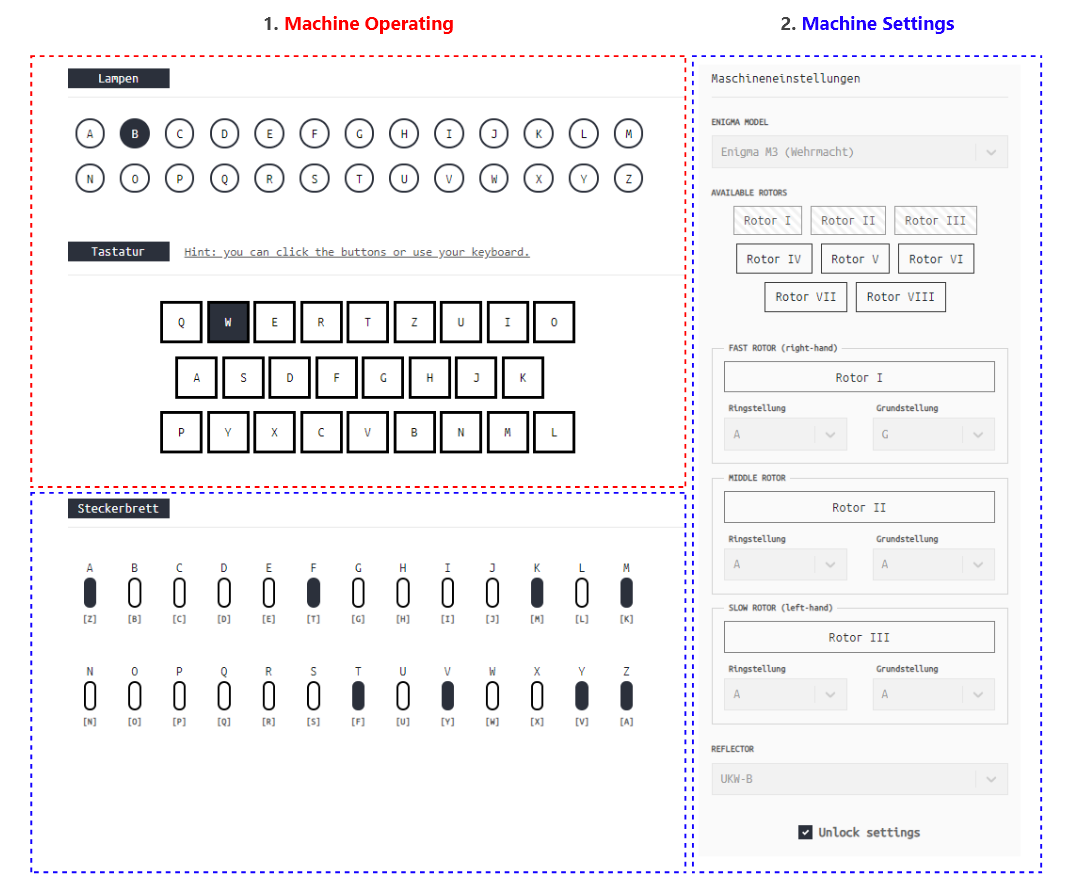 1. Machine Operating
2. Machine Settings
Lampen
A B C D E F G H I J K L M
N O P Q R S T U V W X Y Z
Tastatur
Hint: you can click the buttons or use your keyboard.
Q W E R T Z U I O
A S D F G H J K
P Y X C V B N M L
Steckerbrett
A B C D E F G H I J K L M
[Z] [B] [C] [D] [E] [T] [G] [H] [I] [J] [M] [L] [K]
N O P Q R S T U V W X Y Z
[N] [O] [P] [Q] [R] [S] [F] [U] [Y] [W] [X] [V] [A]
Maschineneinstellungen
ENIGMA MODEL
Enigma M3 (Wehrmacht)
AVAILABLE ROTORS
Rotor I Rotor II Rotor III
Rotor IV Rotor V Rotor VI
Rotor VII Rotor VIII
FAST ROTOR (right-hand)
Rotor I
Ringstellung Grundstellung
A G
MIDDLE ROTOR
Rotor II
Ringstellung Grundstellung
A A
SLOW ROTOR (left-hand)
Rotor III
Ringstellung Grundstellung
A A
REFLECTOR
UKW-B
Unlock settings